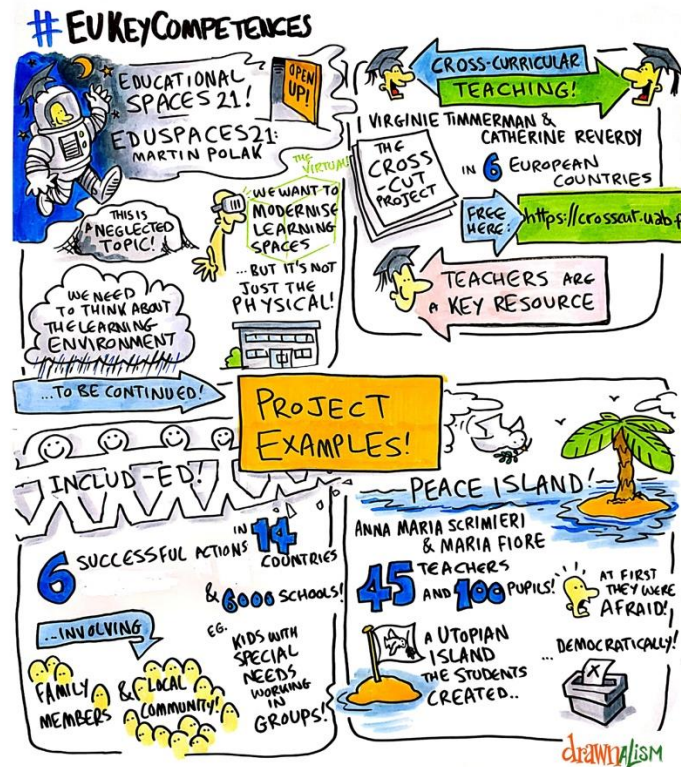 #EUKEYCOMPETENCES
EDUCATIONAL
SPACES 21!
EDUSPACES21:
MARTIN POLAK
OPEN
UP!
THIS IS
A NEGLECTED
TOPIC!
THE
VIRTUAL!
WE WANT TO
MODERNISE
LEARNING
SPACES
...BUT IT'S NOT
JUST THE
PHYSICAL!
WE NEED
TO THINK ABOUT
THE LEARNING
ENVIRONMENT
...TO BE CONTINUED!
CROSS-CURRICULAR
TEACHING!
VIRGINIE TIMMERMAN &
CATHERINE REVERDY
THE
CROSS
-CUT
PROJECT
IN 6 EUROPEAN
COUNTRIES
FREE
HERE:
https://crosscut.uab.p
TEACHERS ARE
A KEY RESOURCE
PROJECT
EXAMPLES!
INCLUD-ED!
6 SUCCESSFUL ACTIONS IN 14
COUNTRIES
& 6000 SCHOOLS!
...INVOLVING
FAMILY
MEMBERS
& LOCAL
COMMUNITY!
EG.
KIDS WITH
SPECIAL
NEEDS
WORKING
IN
GROUPS!
PEACE ISLAND!
ANNA MARIA SCRIMIERI
& MARIA FIORE
45 TEACHERS
AND 100 PUPILS!
AT FIRST
THEY WERE
AFRAID!
A UTOPIAN
ISLAND
THE STUDENTS
CREATED..
...DEMOCRATICALLY!
X
drawnALISM